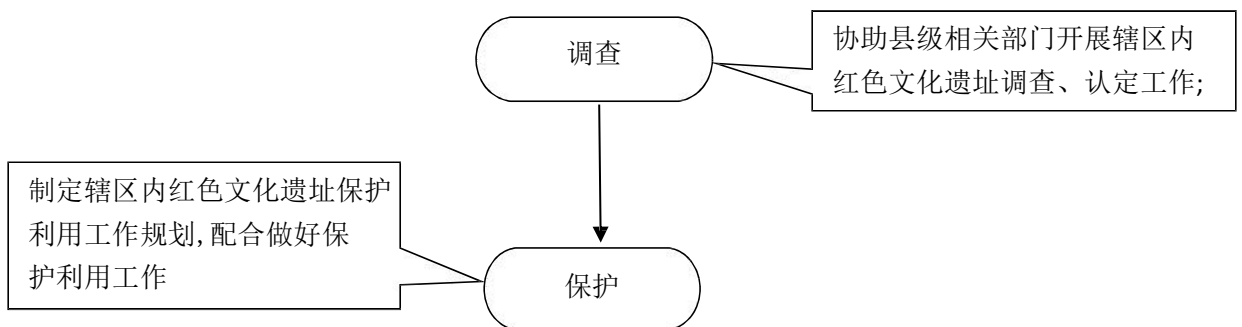 调查
协助县级相关部门开展辖区内
红色文化遗址调查、认定工作;
制定辖区内红色文化遗址保护
利用工作规划,配合做好保
护利用工作
保护